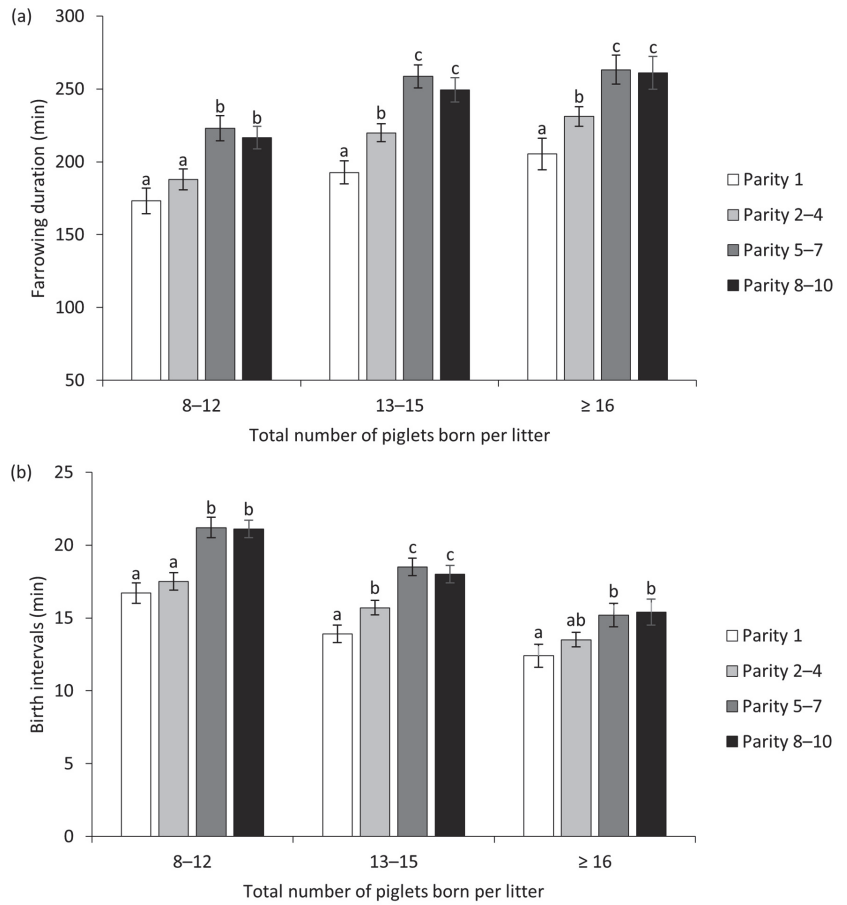 (a)
300
250
200
150
100
50
Farrowing duration (min)
a a b b
a b c c
a b c c
8–12 13–15 ≥ 16
Total number of piglets born per litter
Parity 1
Parity 2–4
Parity 5–7
Parity 8–10
(b)
25
20
15
10
5
0
Birth intervals (min)
a a b b
a b c c
a ab b b
8–12 13–15 ≥ 16
Total number of piglets born per litter
Parity 1
Parity 2–4
Parity 5–7
Parity 8–10